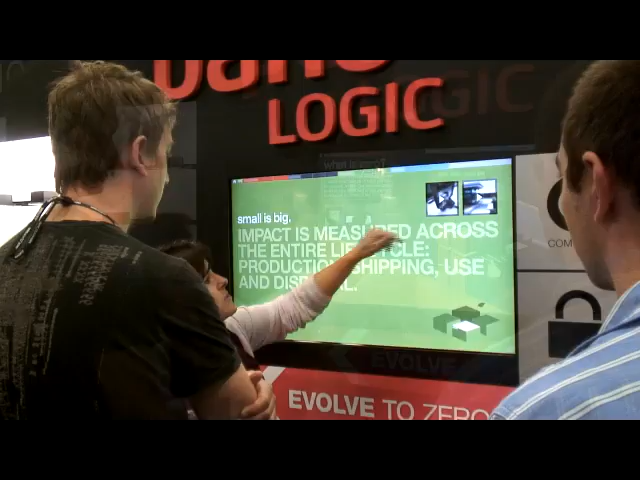 LOGIC
small is big.
IMPACT IS MEASURED ACROSS
THE ENTIRE LIFECYCLE:
PRODUCTION, SHIPPING, USE
AND DISPOSAL.
EVOLVE
EVOLVE TO ZERO